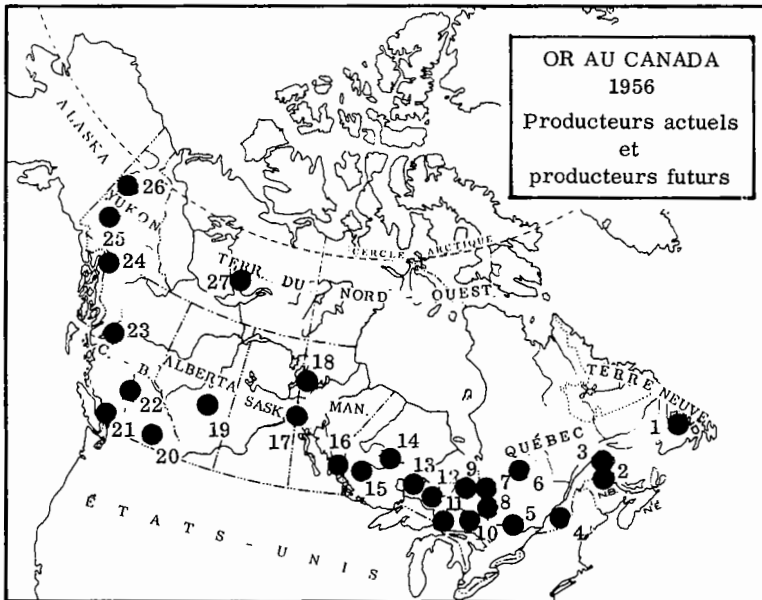 OR AU CANADA
1956
Producteurs actuels
et
producteurs futurs
ALASKA
26
YUKON
25
24
CERCLE ARCTIQUE
TERR. DU
NORD-OUEST
27
23
C. B.
ALBERTA
18
SASK.
MAN.
TERRE NEUVE
1
22
21
20
19
17
16
15
14
13
12
11
9
10
7
8
QUÉBEC
6
5
3
2
N B
N É
4
ÉTATS-UNIS